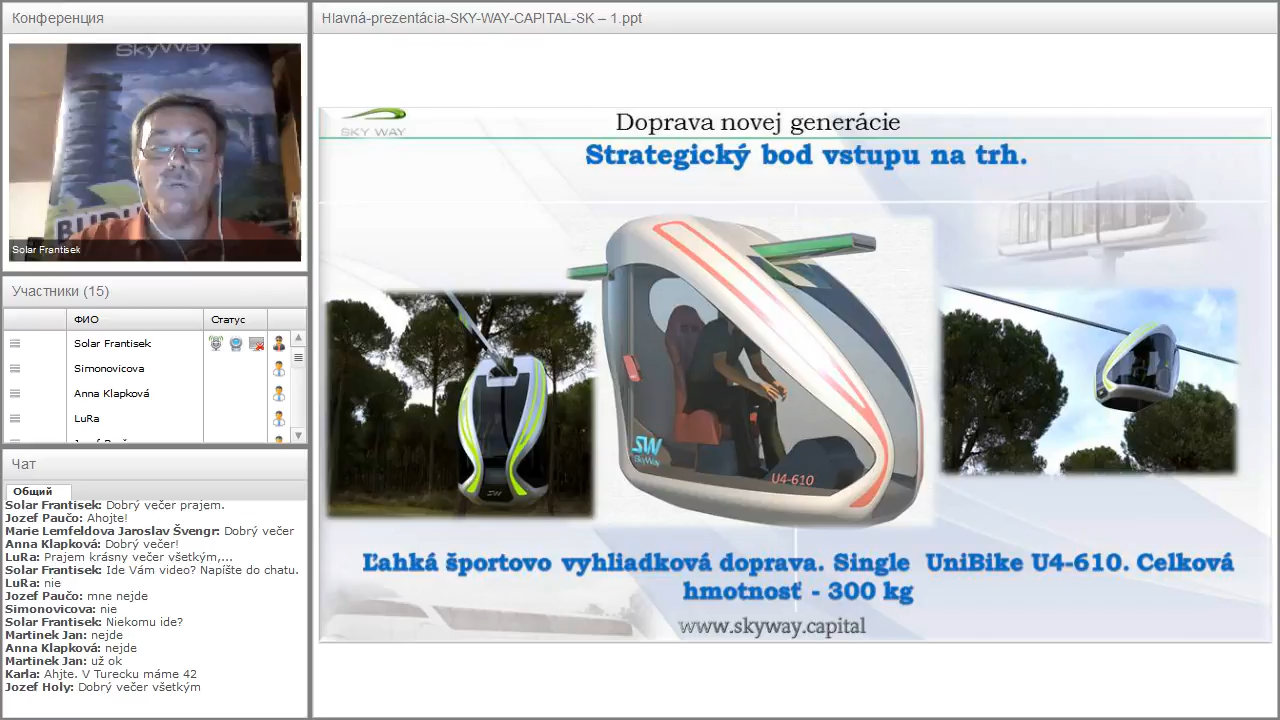 Конференция
SkyWay
Solar Frantisek
Участники (15)
ФИО
Статус
Solar Frantisek
Simonovicova
Anna Klapková
LuRa
Чат
Общий
Solar Frantisek: Dobrý večer prajem.
Jozef Paučo: Ahojte!
Marie Lemfeldova Jaroslav Švengr: Dobrý večer
Anna Klapková: Dobrý večer!
LuRa: Prajem krásny večer všetkým,...
Solar Frantisek: Ide Vám video? Napíšte do chatu.
LuRa: nie
Jozef Paučo: mne nejde
Simonovicova: nie
Solar Frantisek: Niekomu ide?
Martinek Jan: nejde
Anna Klapková: nejde
Martinek Jan: už ok
Karla: Ahjte. V Turecku máme 42
Jozef Holy: Dobrý večer všetkým
Hlavná-prezentácia-SKY-WAY-CAPITAL-SK – 1.ppt
SKY WAY
Doprava novej generácie
Strategický bod vstupu na trh.
SW
SkyWay
U4-610
SW
Ľahká športovo vyhliadková doprava. Single UniBike U4-610. Celková
hmotnosť - 300 kg
www.skyway.capital